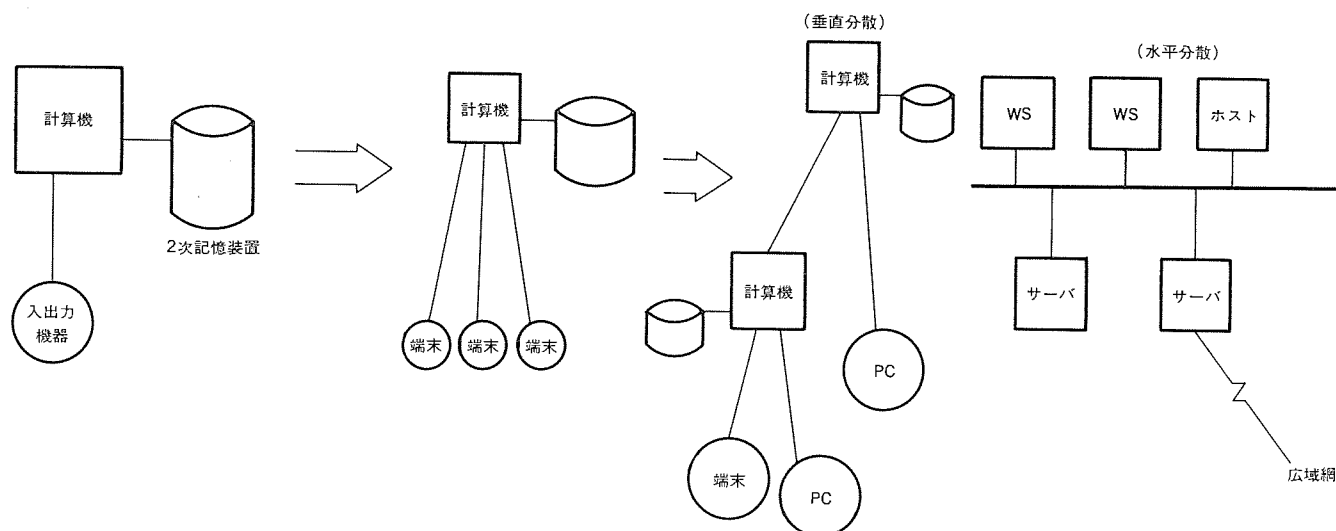 計算機
2次記憶装置
入出力
機器
計算機
端末
端末
端末
(垂直分散)
計算機
計算機
PC
端末
PC
(水平分散)
WS
WS
ホスト
サーバ
サーバ
広域網